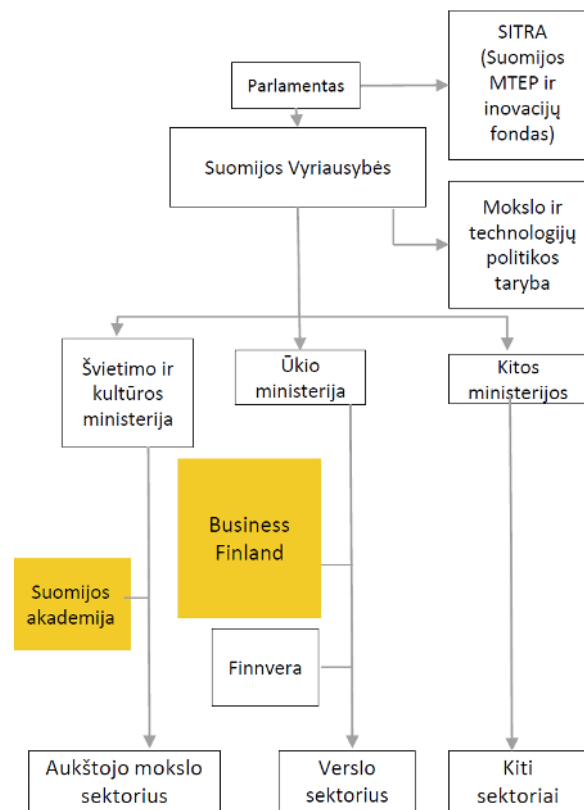 SITRA
(Suomijos
MTEP ir
inovacijų
fondas)
Parlamentas
Suomijos Vyriausybės
Mokslo ir
technologijų
politikos
taryba
Švietimo ir
kultūros
ministerija
Ūkio
ministerija
Kitos
ministerijos
Business
Finland
Suomijos
akademija
Finnvera
Aukštojo mokslo
sektorius
Verslo
sektorius
Kiti
sektoriai